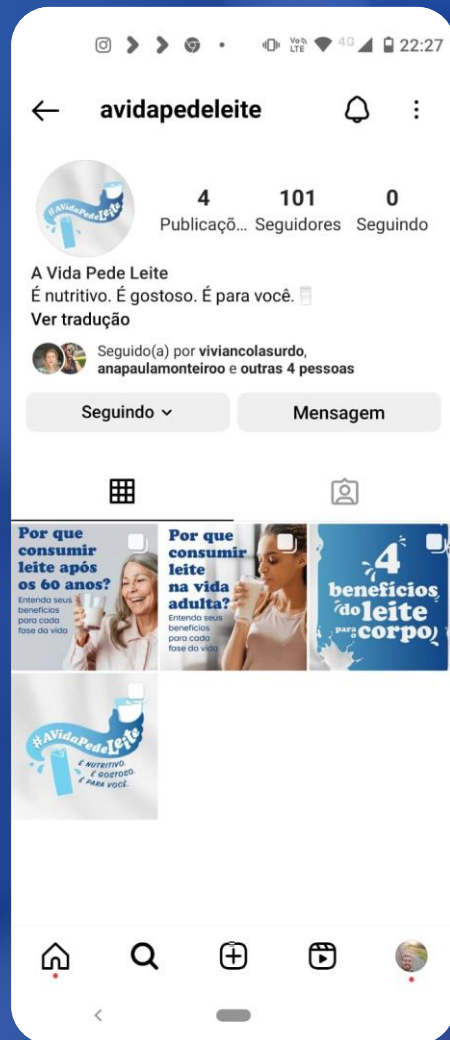 Vo)) 4G 22:27
LTE
avidapedeleite
#AVidaPedeLeite
4 101 0
Publicaçõ... Seguidores Seguindo
A Vida Pede Leite
É nutritivo. É gostoso. É para você.
Ver tradução
Seguido(a) por viviancolasurdo,
anapaulamonteiroo e outras 4 pessoas
Seguindo Mensagem
Por que
consumir
leite após
os 60 anos?
Entenda seus
benefícios
para cada
fase da vida
Por que
consumir
leite
na vida
adulta?
Entenda seus
benefícios
para cada
fase da vida
4
benefícios
do leite
para o corpo
#AVidaPedeLeite
É NUTRITIVO.
É GOSTOSO.
É PARA VOCÊ.